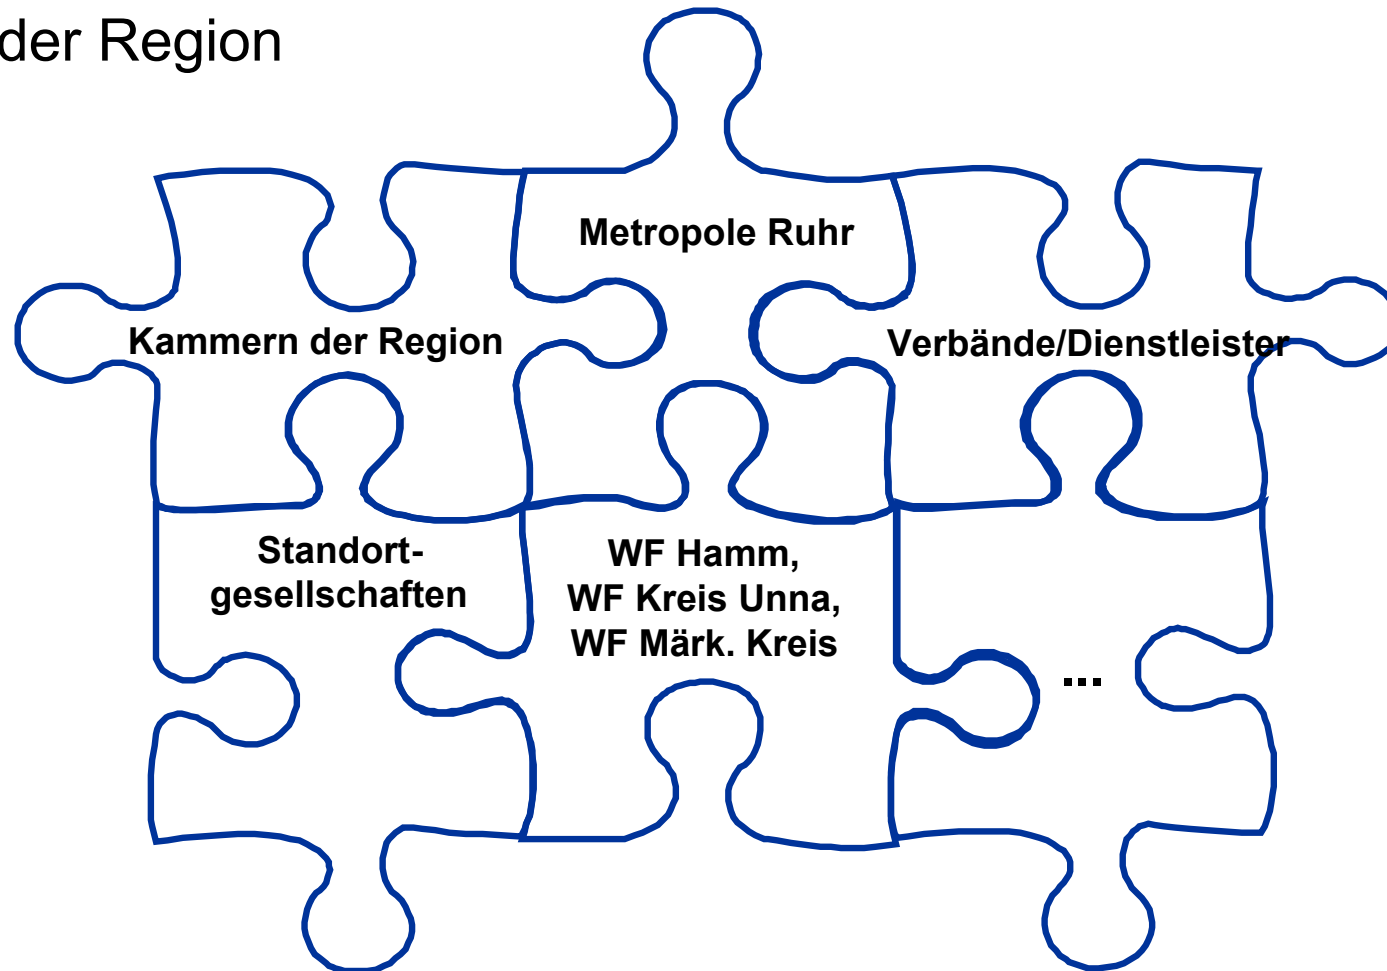 der Region
Metropole Ruhr
Kammern der Region
Verbände/Dienstleister
Standort-
gesellschaften
WF Hamm,
WF Kreis Unna,
WF Märk. Kreis
...